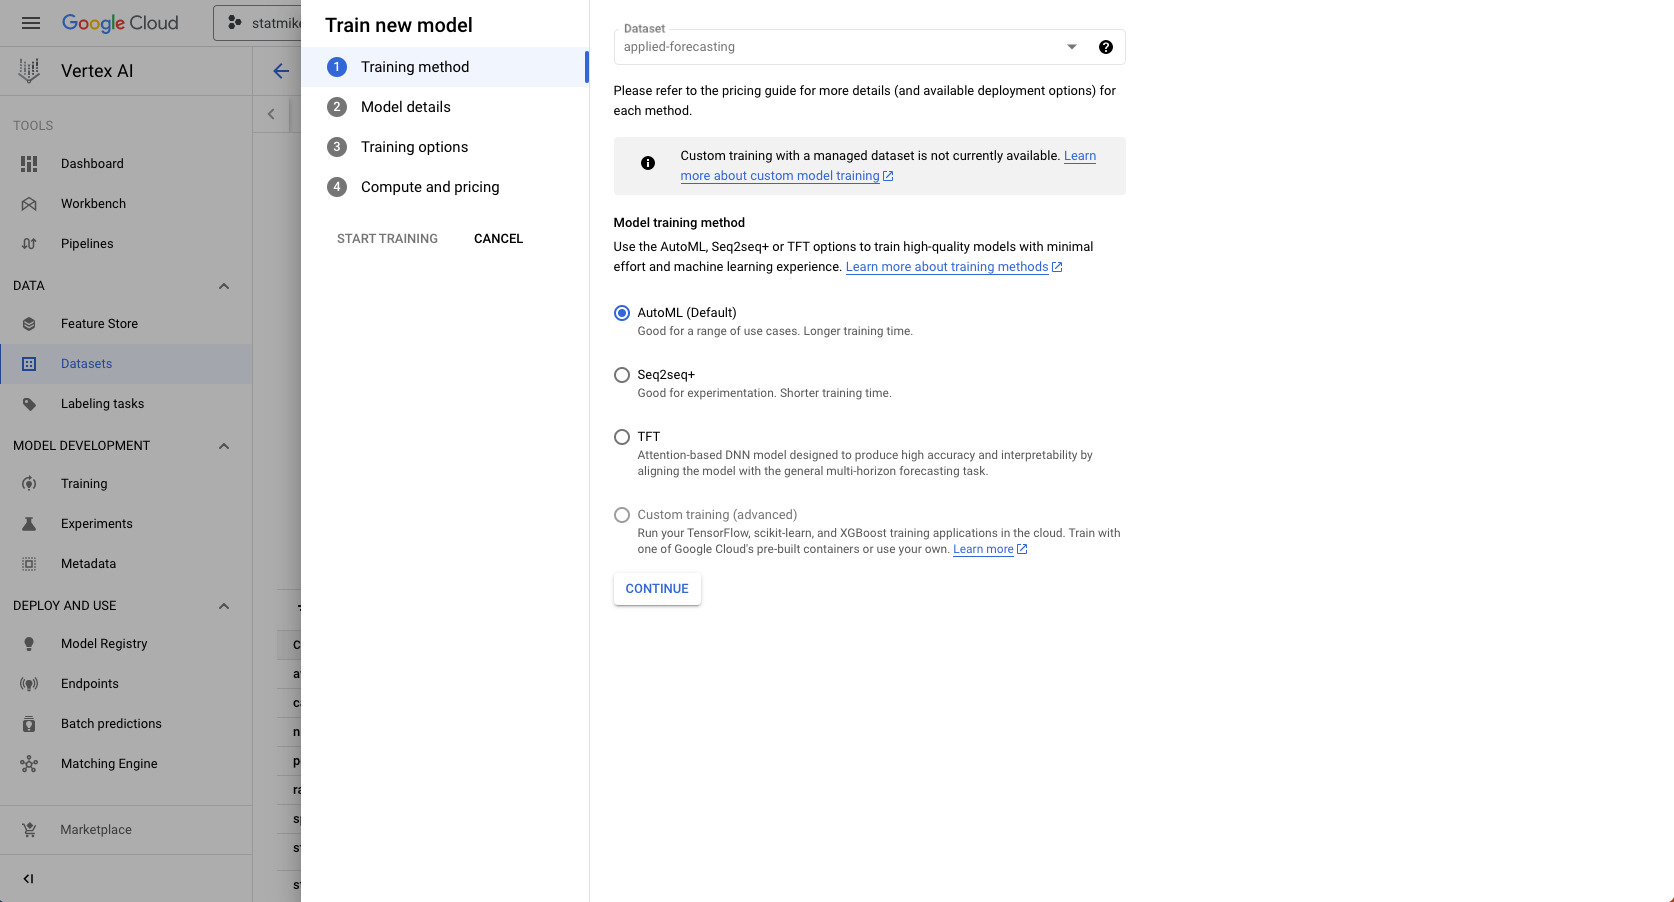 Google Cloud
statmike
Vertex AI
TOOLS
Dashboard
Workbench
Pipelines
DATA
Feature Store
Datasets
Labeling tasks
MODEL DEVELOPMENT
Training
Experiments
Metadata
DEPLOY AND USE
Model Registry
Endpoints
Batch predictions
Matching Engine
Marketplace
Train new model
1 Training method
2 Model details
3 Training options
4 Compute and pricing
START TRAINING CANCEL
Dataset
applied-forecasting
Please refer to the pricing guide for more details (and available deployment options) for
each method.
Custom training with a managed dataset is not currently available. Learn
more about custom model training
Model training method
Use the AutoML, Seq2seq+ or TFT options to train high-quality models with minimal
effort and machine learning experience. Learn more about training methods
AutoML (Default)
Good for a range of use cases. Longer training time.
Seq2seq+
Good for experimentation. Shorter training time.
TFT
Attention-based DNN model designed to produce high accuracy and interpretability by
aligning the model with the general multi-horizon forecasting task.
Custom training (advanced)
Run your TensorFlow, scikit-learn, and XGBoost training applications in the cloud. Train with
one of Google Cloud's pre-built containers or use your own. Learn more
CONTINUE